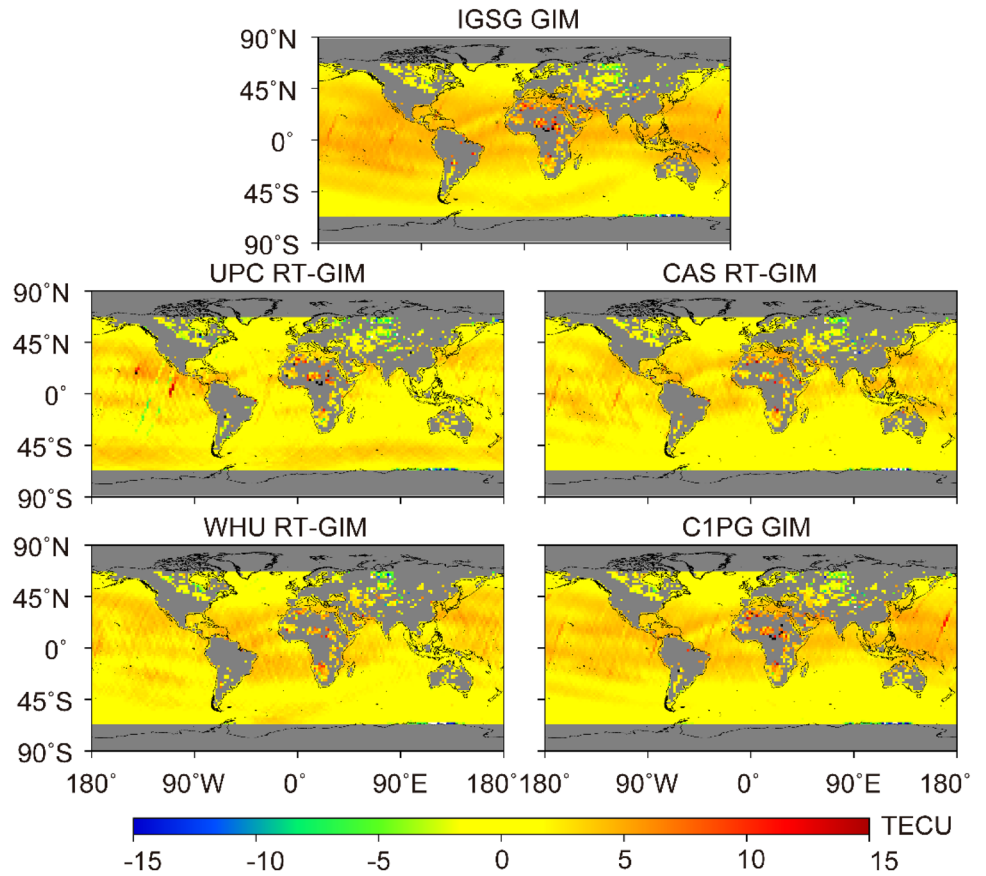 IGSG GIM
90°N
45°N
0°
45°S
90°S
UPC RT-GIM CAS RT-GIM
90°N
45°N
0°
45°S
90°S
WHU RT-GIM C1PG GIM
90°N
45°N
0°
45°S
90°S
180° 90°W 0° 90°E 180° 180° 90°W 0° 90°E 180°
TECU
-15 -10 -5 0 5 10 15